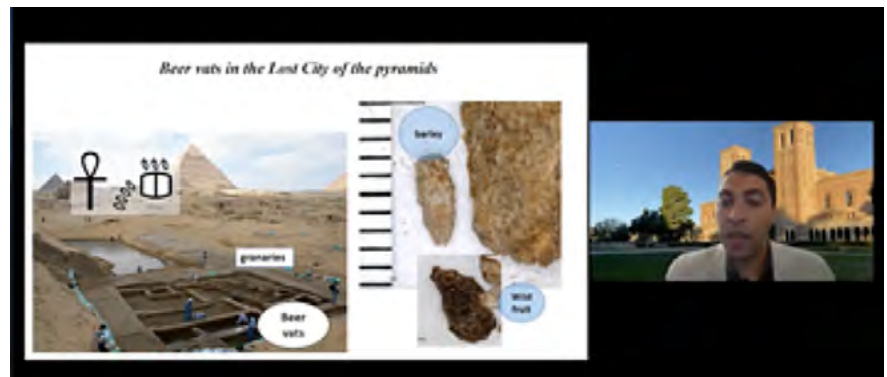 Beer vats in the Lost City of the pyramids
granaries
Beer
vats
barley
Wild
fruit